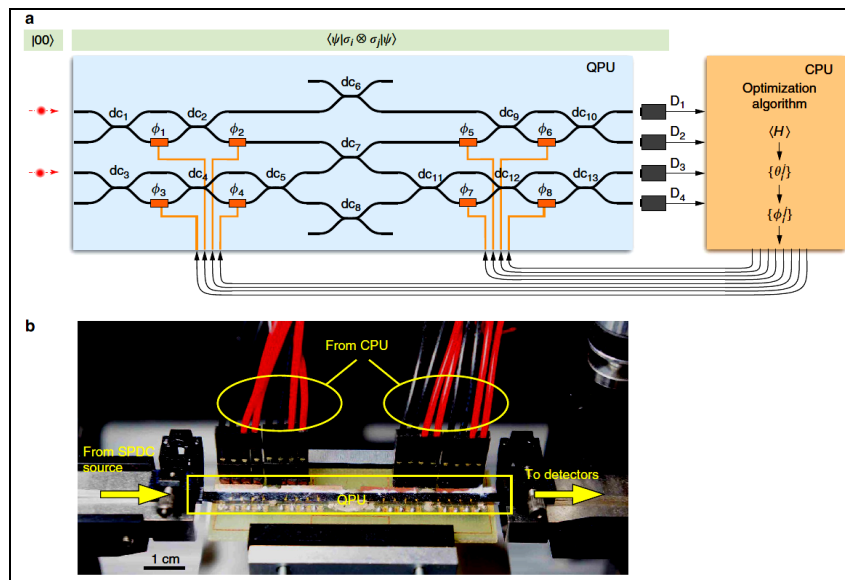 a
|00⟩ ⟨ψ|σᵢ ⊗ σⱼ|ψ⟩
QPU
CPU
dc₆
D₁
Optimization
algorithm
dc₁ dc₂ dc₉ dc₁₀
ϕ₁ ϕ₂ ϕ₅ ϕ₆
D₂
⟨H⟩
dc₇
D₃
dc₃ dc₄ dc₅ dc₁₁ dc₁₂ dc₁₃
{θᵢʲ}
ϕ₃ ϕ₄ ϕ₇ ϕ₈
D₄
dc₈
{ϕᵢʲ}
b
From CPU
From SPDC
source
To detectors
QPU
1 cm